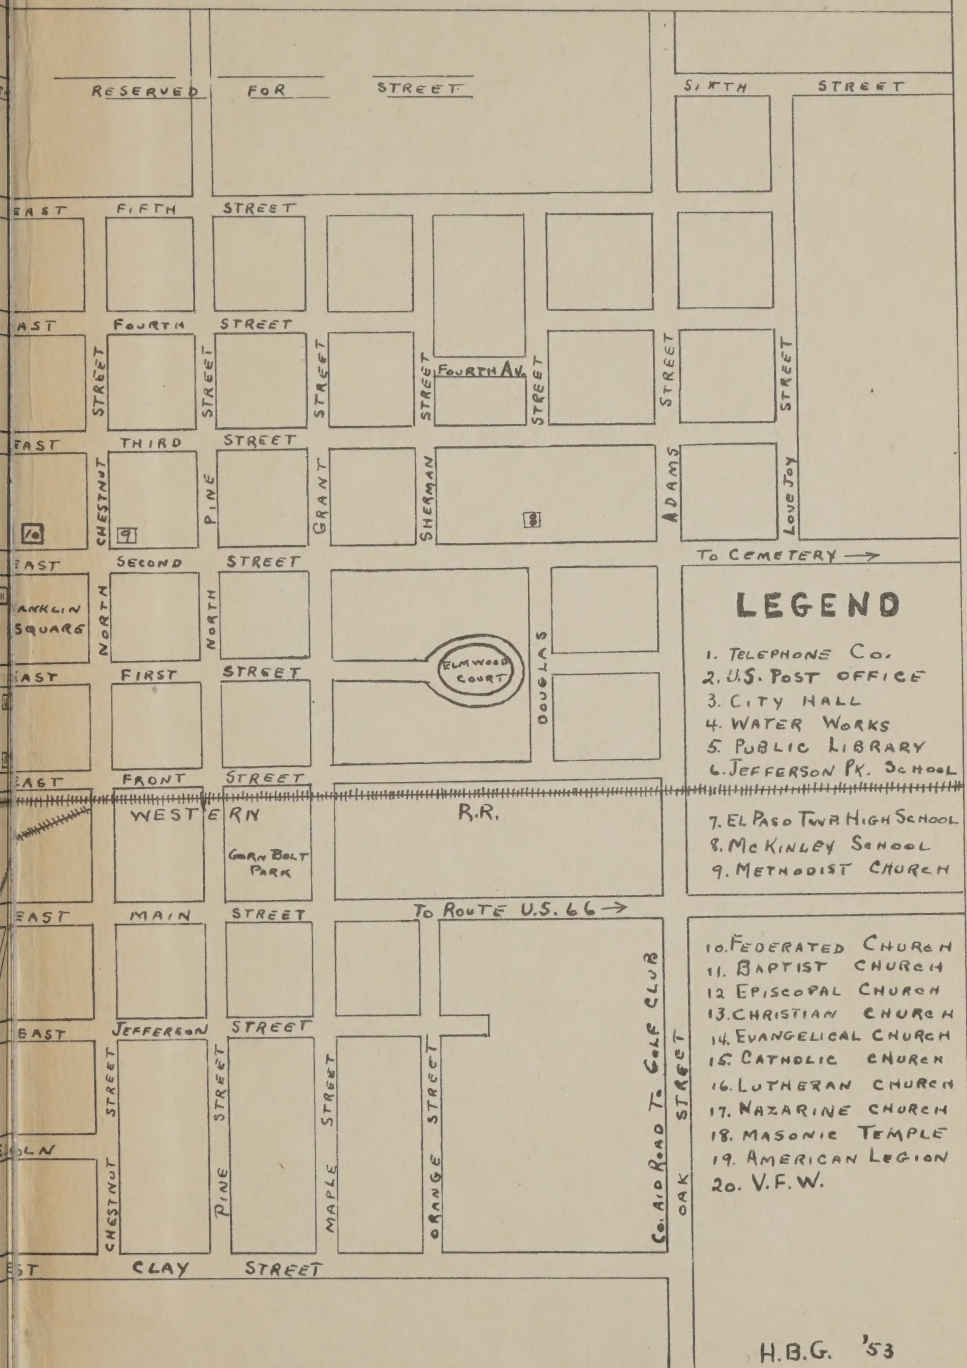 RESERVED FOR STREET
SIXTH STREET
EAST FIFTH STREET
AST FOURTH STREET
STREET
STREET
STREET
STREET
FOURTH AV.
STREET
STREET
STREET
EAST THIRD STREET
CHESTNUT
PINE
GRANT
SHERMAN
ADAMS
LOVEJOY
10
9
8
TO CEMETERY
EAST SECOND STREET
ANKLIN
SQUARE
NORTH
NORTH
ELMWOOD
COURT
DOUGLAS
EAST FIRST STREET
EAST FRONT STREET
WESTERN R.R.
CORN BOLT
PARK
EAST MAIN STREET
TO ROUTE U.S. 66
EAST JEFFERSON STREET
CHESTNUT STREET
PINE STREET
MAPLE STREET
ORANGE STREET
CO. AID ROAD TO GOLF CLUB
OAK STREET
OLN
ST CLAY STREET
LEGEND
1. TELEPHONE CO.
2. U.S. POST OFFICE
3. CITY HALL
4. WATER WORKS
5. PUBLIC LIBRARY
6. JEFFERSON PK. SCHOOL
7. EL PASO TWP HIGH SCHOOL
8. MCKINLEY SCHOOL
9. METHODIST CHURCH
10. FEDERATED CHURCH
11. BAPTIST CHURCH
12 EPISCOPAL CHURCH
13. CHRISTIAN CHURCH
14. EVANGELICAL CHURCH
15. CATHOLIC CHURCH
16. LUTHERAN CHURCH
17. NAZARINE CHURCH
18. MASONIC TEMPLE
19. AMERICAN LEGION
20. V.F.W.
H.B.G. '53